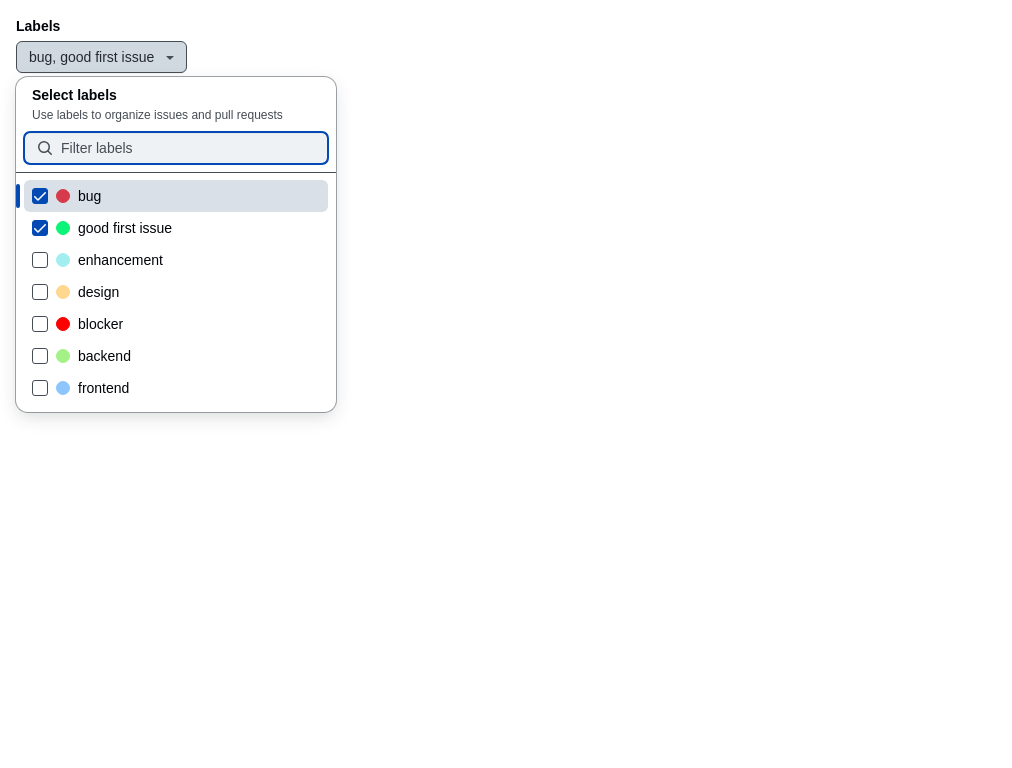 Labels
bug, good first issue
Select labels
Use labels to organize issues and pull requests
Filter labels
bug
good first issue
enhancement
design
blocker
backend
frontend